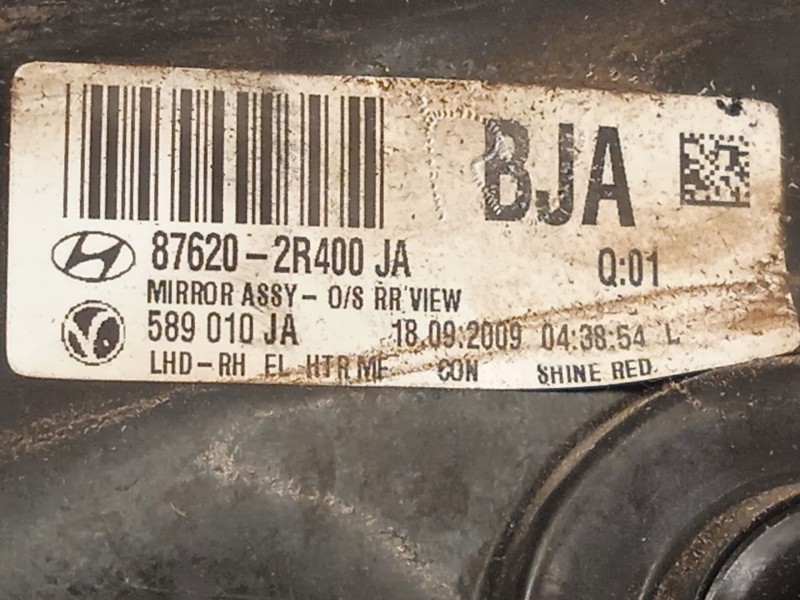 BJA
87620-2R400 JA
Q:01
MIRROR ASSY- O/S RR VIEW
589 010 JA 18.09.2009 04:38:54 L
LHD-RH EL HTR MF CON SHINE RED